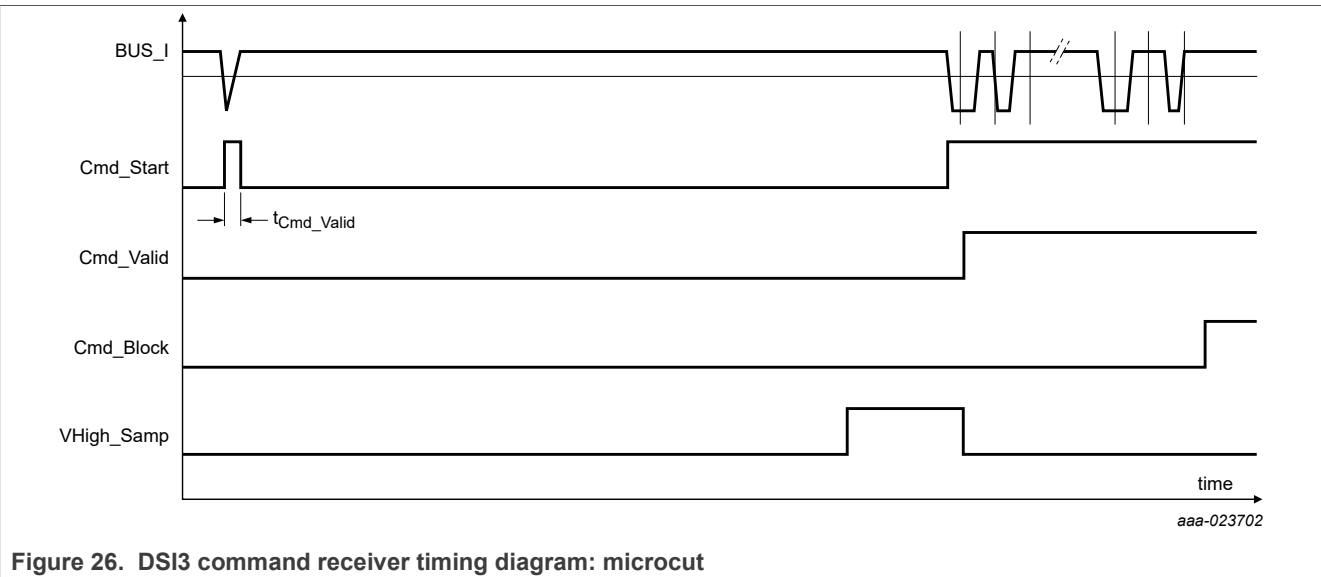 BUS_I
Cmd_Start
tCmd_Valid
Cmd_Valid
Cmd_Block
VHigh_Samp
time
aaa-023702
Figure 26. DSI3 command receiver timing diagram: microcut